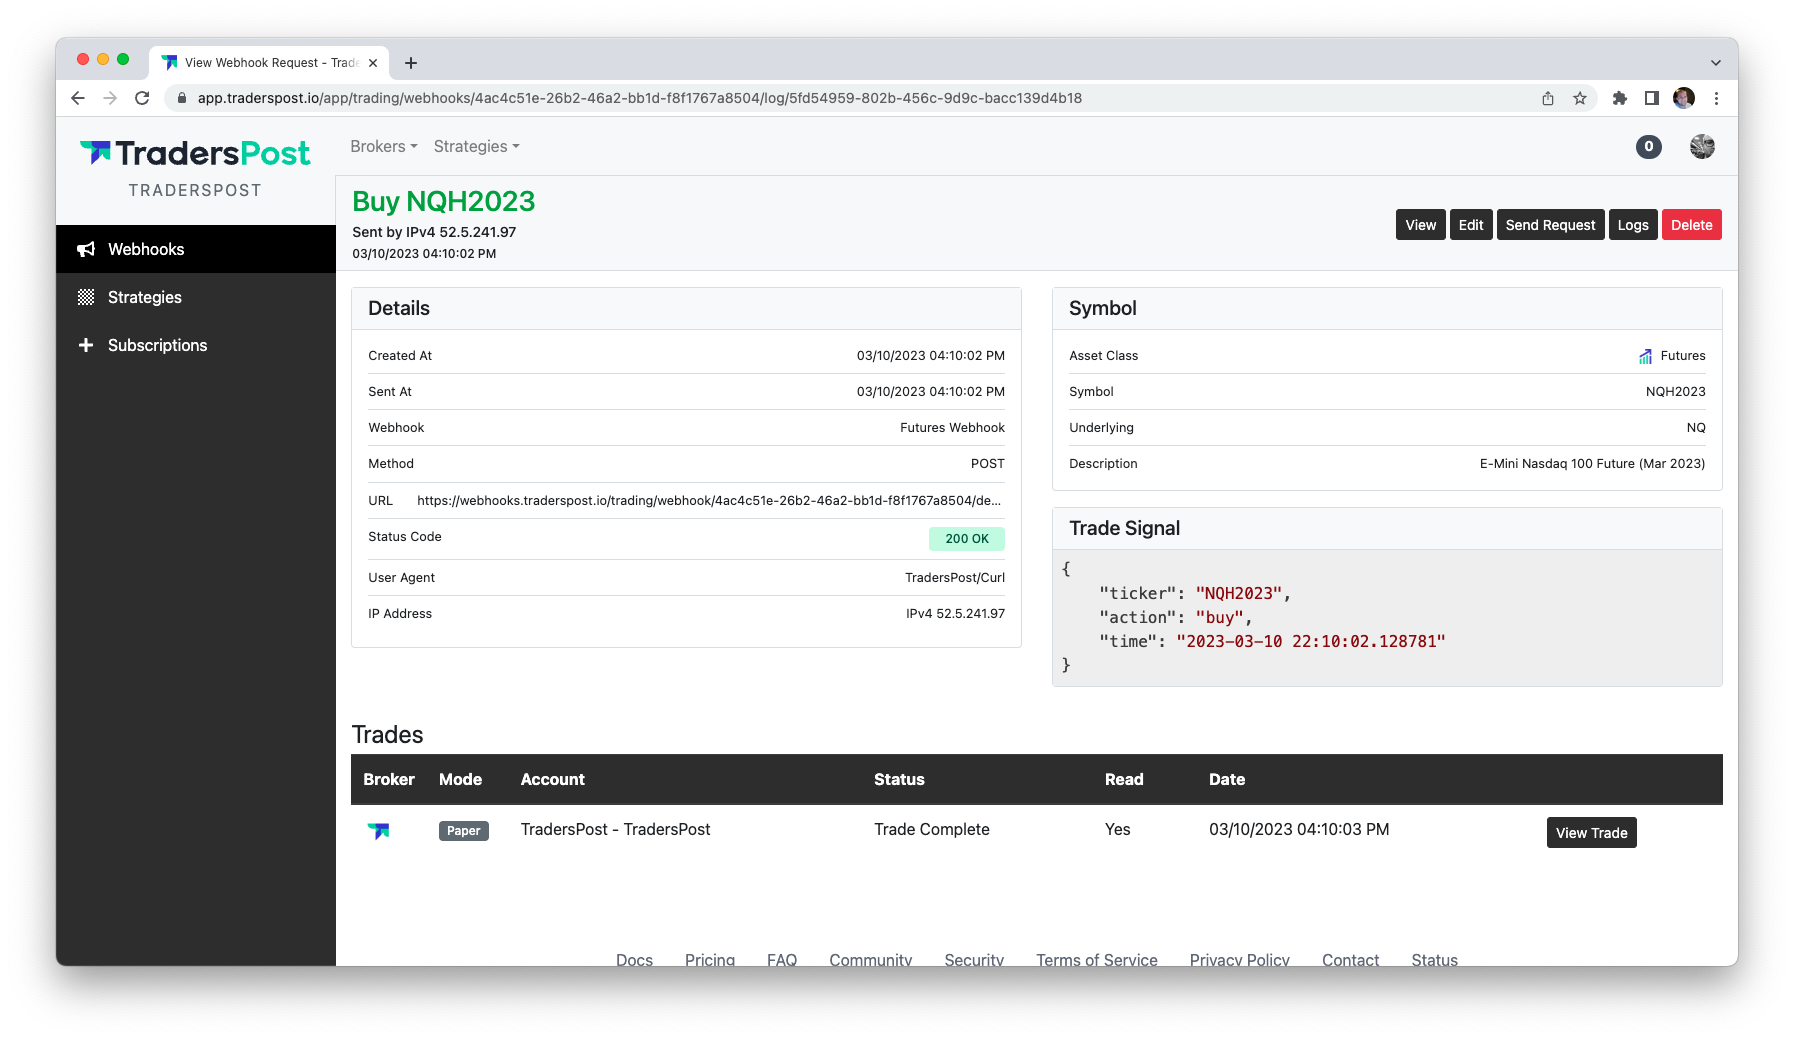 View Webhook Request - Trade
app.traderspost.io/app/trading/webhooks/4ac4c51e-26b2-46a2-bb1d-f8f1767a8504/log/5fd54959-802b-456c-9d9c-bacc139d4b18
TradersPost
TRADERSPOST
Brokers
Strategies
0
Webhooks
Strategies
Subscriptions
Buy NQH2023
Sent by IPv4 52.5.241.97
03/10/2023 04:10:02 PM
View Edit Send Request Logs Delete
Details
Created At 03/10/2023 04:10:02 PM
Sent At 03/10/2023 04:10:02 PM
Webhook Futures Webhook
Method POST
URL https://webhooks.traderspost.io/trading/webhook/4ac4c51e-26b2-46a2-bb1d-f8f1767a8504/de...
Status Code 200 OK
User Agent TradersPost/Curl
IP Address IPv4 52.5.241.97
Symbol
Asset Class Futures
Symbol NQH2023
Underlying NQ
Description E-Mini Nasdaq 100 Future (Mar 2023)
Trade Signal
{
"ticker": "NQH2023",
"action": "buy",
"time": "2023-03-10 22:10:02.128781"
}
Trades
Broker Mode Account Status Read Date
Paper TradersPost - TradersPost Trade Complete Yes 03/10/2023 04:10:03 PM View Trade
Docs Pricing FAQ Community Security Terms of Service Privacy Policy Contact Status